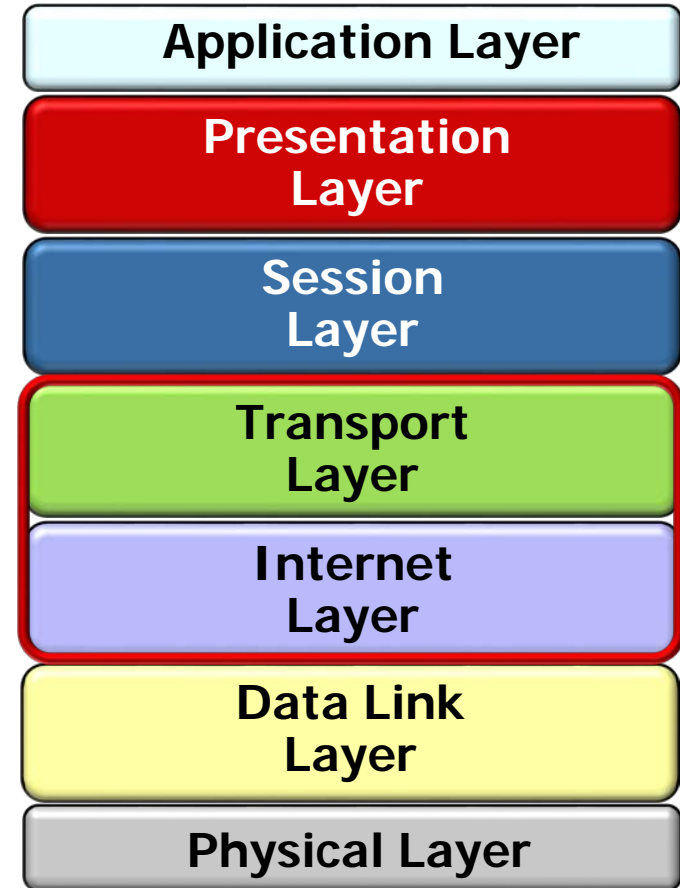 Application Layer
Presentation
Layer
Session
Layer
Transport
Layer
Internet
Layer
Data Link
Layer
Physical Layer